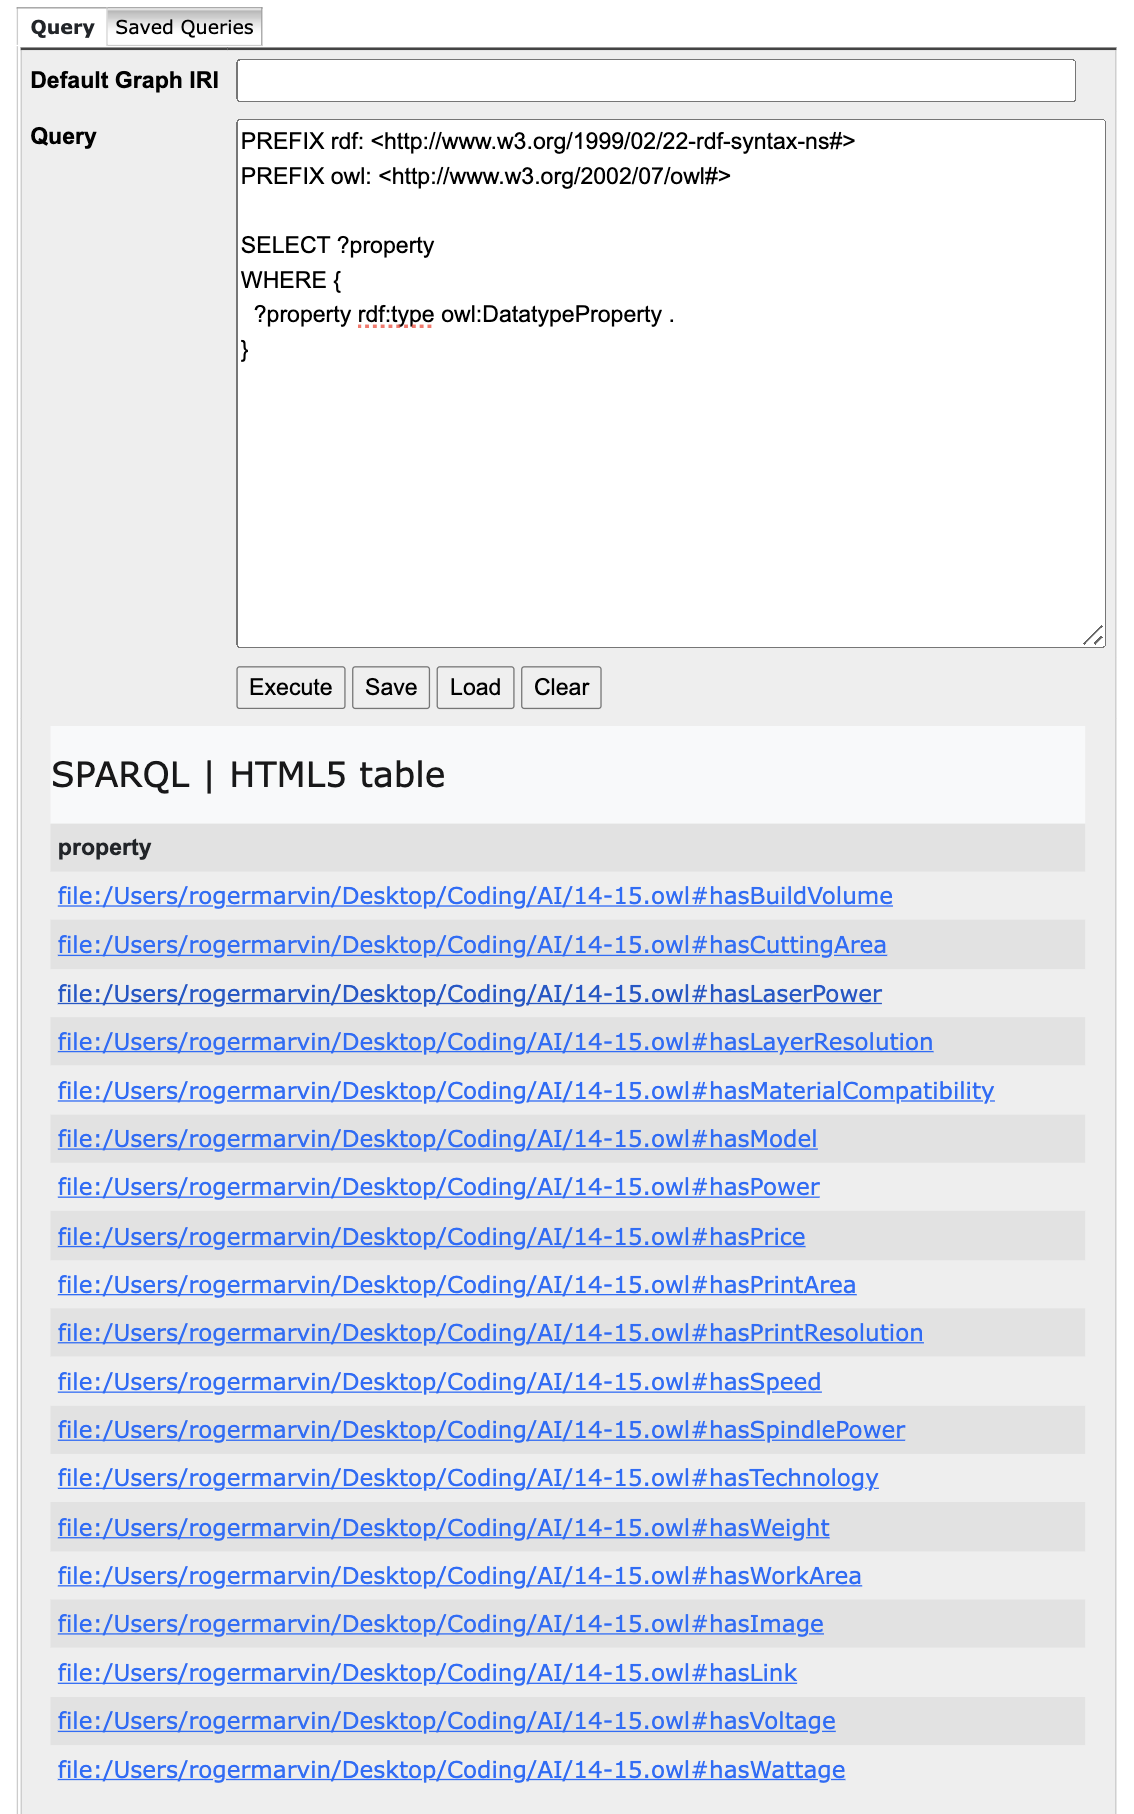 Query Saved Queries
Default Graph IRI
Query
PREFIX rdf: <http://www.w3.org/1999/02/22-rdf-syntax-ns#>
PREFIX owl: <http://www.w3.org/2002/07/owl#>
SELECT ?property
WHERE {
?property rdf:type owl:DatatypeProperty .
}
Execute Save Load Clear
SPARQL | HTML5 table
property
file:/Users/rogermarvin/Desktop/Coding/AI/14-15.owl#hasBuildVolume
file:/Users/rogermarvin/Desktop/Coding/AI/14-15.owl#hasCuttingArea
file:/Users/rogermarvin/Desktop/Coding/AI/14-15.owl#hasLaserPower
file:/Users/rogermarvin/Desktop/Coding/AI/14-15.owl#hasLayerResolution
file:/Users/rogermarvin/Desktop/Coding/AI/14-15.owl#hasMaterialCompatibility
file:/Users/rogermarvin/Desktop/Coding/AI/14-15.owl#hasModel
file:/Users/rogermarvin/Desktop/Coding/AI/14-15.owl#hasPower
file:/Users/rogermarvin/Desktop/Coding/AI/14-15.owl#hasPrice
file:/Users/rogermarvin/Desktop/Coding/AI/14-15.owl#hasPrintArea
file:/Users/rogermarvin/Desktop/Coding/AI/14-15.owl#hasPrintResolution
file:/Users/rogermarvin/Desktop/Coding/AI/14-15.owl#hasSpeed
file:/Users/rogermarvin/Desktop/Coding/AI/14-15.owl#hasSpindlePower
file:/Users/rogermarvin/Desktop/Coding/AI/14-15.owl#hasTechnology
file:/Users/rogermarvin/Desktop/Coding/AI/14-15.owl#hasWeight
file:/Users/rogermarvin/Desktop/Coding/AI/14-15.owl#hasWorkArea
file:/Users/rogermarvin/Desktop/Coding/AI/14-15.owl#hasImage
file:/Users/rogermarvin/Desktop/Coding/AI/14-15.owl#hasLink
file:/Users/rogermarvin/Desktop/Coding/AI/14-15.owl#hasVoltage
file:/Users/rogermarvin/Desktop/Coding/AI/14-15.owl#hasWattage